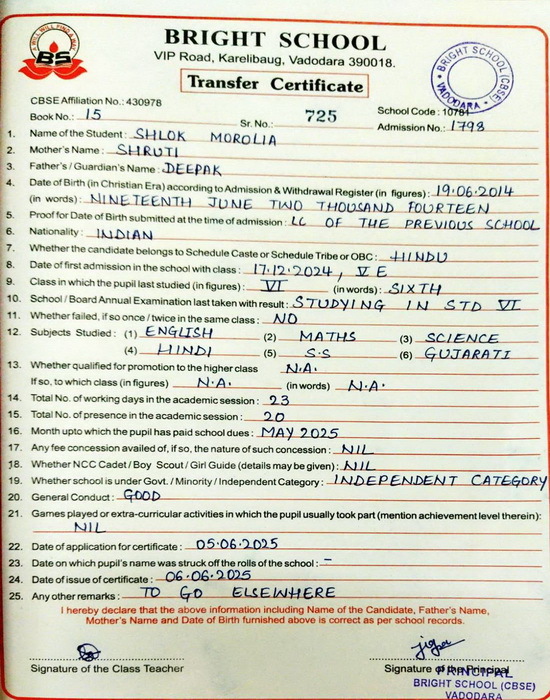 A WILL WILL FIND A WAY
BS
BRIGHT SCHOOL
VIP Road, Karelibaug, Vadodara 390018.
Transfer Certificate
BRIGHT SCHOOL (CBSE)
VADODARA
CBSE Affiliation No.: 430978
School Code : 10781
Book No.: 15 Sr. No.: 725 Admission No.: 1798
1. Name of the Student : SHLOK MOROLIA
2. Mother's Name : SHRUTI
3. Father's / Guardian's Name : DEEPAK
4. Date of Birth (in Christian Era) according to Admission & Withdrawal Register (in figures) : 19.06.2014
(in words) : NINETEENTH JUNE TWO THOUSAND FOURTEEN
5. Proof for Date of Birth submitted at the time of admission : LC OF THE PREVIOUS SCHOOL
6. Nationality : INDIAN
7. Whether the candidate belongs to Schedule Caste or Schedule Tribe or OBC : HINDU
8. Date of first admission in the school with class : 17.12.2024, V E
9. Class in which the pupil last studied (in figures) : VI (in words) : SIXTH
10. School / Board Annual Examination last taken with result : STUDYING IN STD VI
11. Whether failed, if so once / twice in the same class : NO
12. Subjects Studied : (1) ENGLISH (2) MATHS (3) SCIENCE
(4) HINDI (5) S.S (6) GUJARATI
13. Whether qualified for promotion to the higher class N.A.
If so, to which class (in figures) N.A. (in words) N.A.
14. Total No. of working days in the academic session : 23
15. Total No. of presence in the academic session : 20
16. Month upto which the pupil has paid school dues : MAY 2025
17. Any fee concession availed of, if so, the nature of such concession : NIL
18. Whether NCC Cadet / Boy Scout / Girl Guide (details may be given) : NIL
19. Whether school is under Govt. / Minority / Independent Category : INDEPENDENT CATEGORY
20. General Conduct : GOOD
21. Games played or extra-curricular activities in which the pupil usually took part (mention achievement level therein) :
NIL
22. Date of application for certificate : 05.06.2025
23. Date on which pupil's name was struck off the rolls of the school : –
24. Date of issue of certificate : 06.06.2025
25. Any other remarks : TO GO ELSEWHERE
I hereby declare that the above information including Name of the Candidate, Father's Name,
Mother's Name and Date of Birth furnished above is correct as per school records.
Signature of the Class Teacher Signature of the Principal
PRINCIPAL
BRIGHT SCHOOL (CBSE)
VADODARA